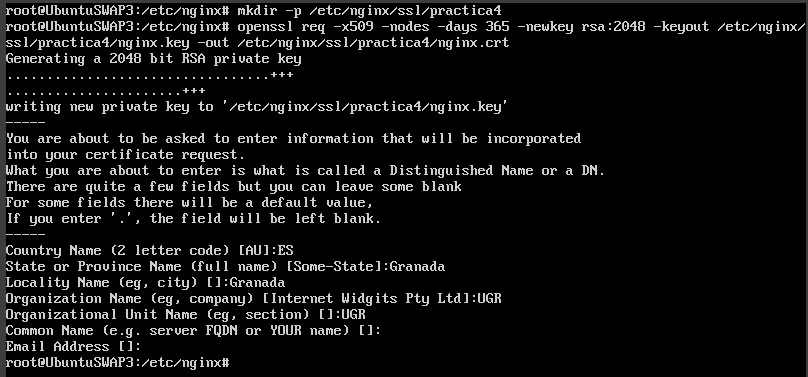 root@UbuntuSWAP3:/etc/nginx# mkdir -p /etc/nginx/ssl/practica4
root@UbuntuSWAP3:/etc/nginx# openssl req -x509 -nodes -days 365 -newkey rsa:2048 -keyout /etc/nginx/
ssl/practica4/nginx.key -out /etc/nginx/ssl/practica4/nginx.crt
Generating a 2048 bit RSA private key
.................................+++
......................+++
writing new private key to '/etc/nginx/ssl/practica4/nginx.key'
-----
You are about to be asked to enter information that will be incorporated
into your certificate request.
What you are about to enter is what is called a Distinguished Name or a DN.
There are quite a few fields but you can leave some blank
For some fields there will be a default value,
If you enter '.', the field will be left blank.
-----
Country Name (2 letter code) [AU]:ES
State or Province Name (full name) [Some-State]:Granada
Locality Name (eg, city) []:Granada
Organization Name (eg, company) [Internet Widgits Pty Ltd]:UGR
Organizational Unit Name (eg, section) []:UGR
Common Name (e.g. server FQDN or YOUR name) []:
Email Address []:
root@UbuntuSWAP3:/etc/nginx#